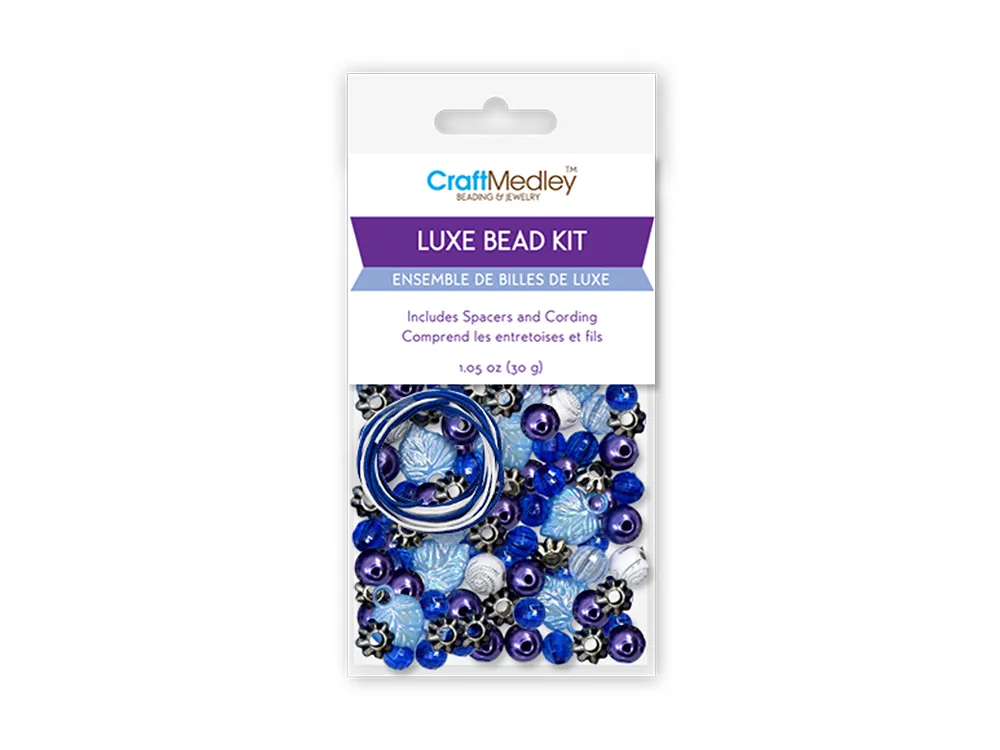 CraftMedley™
BEADING & JEWELRY
LUXE BEAD KIT
ENSEMBLE DE BILLES DE LUXE
Includes Spacers and Cording
Comprend les entretoises et fils
1.05 oz (30 g)